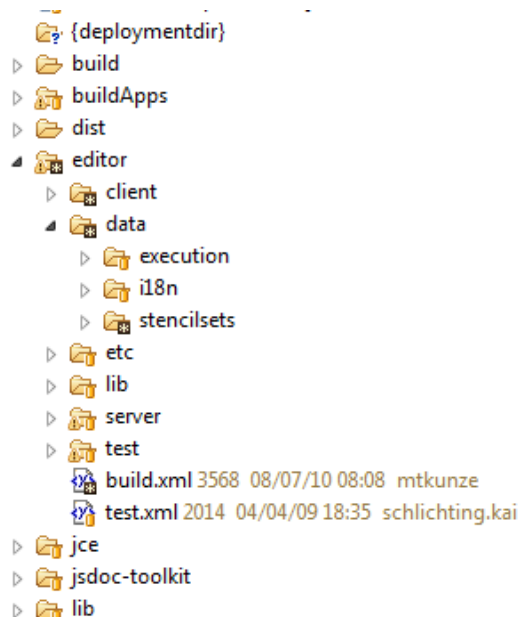 {deploymentdir}
build
buildApps
dist
editor
client
data
execution
i18n
stencilsets
etc
lib
server
test
build.xml 3568 08/07/10 08:08 mtkunze
test.xml 2014 04/04/09 18:35 schlichting.kai
jce
jsdoc-toolkit
lib